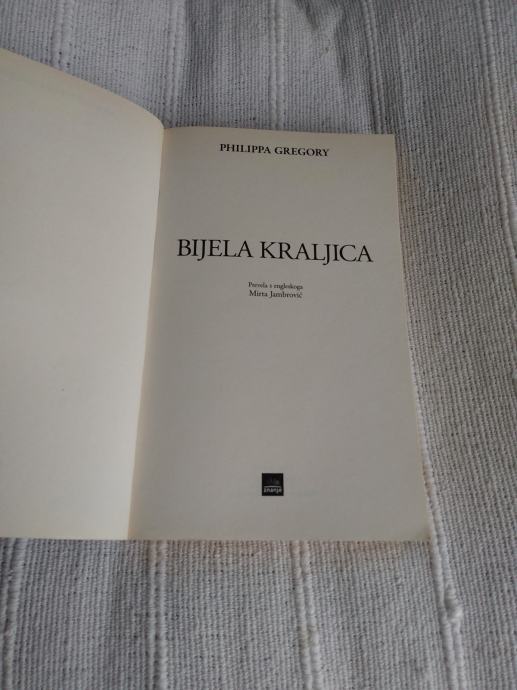 PHILIPPA GREGORY
BIJELA KRALJICA
Prevela s engleskoga
Mirta Jambrović
znanje